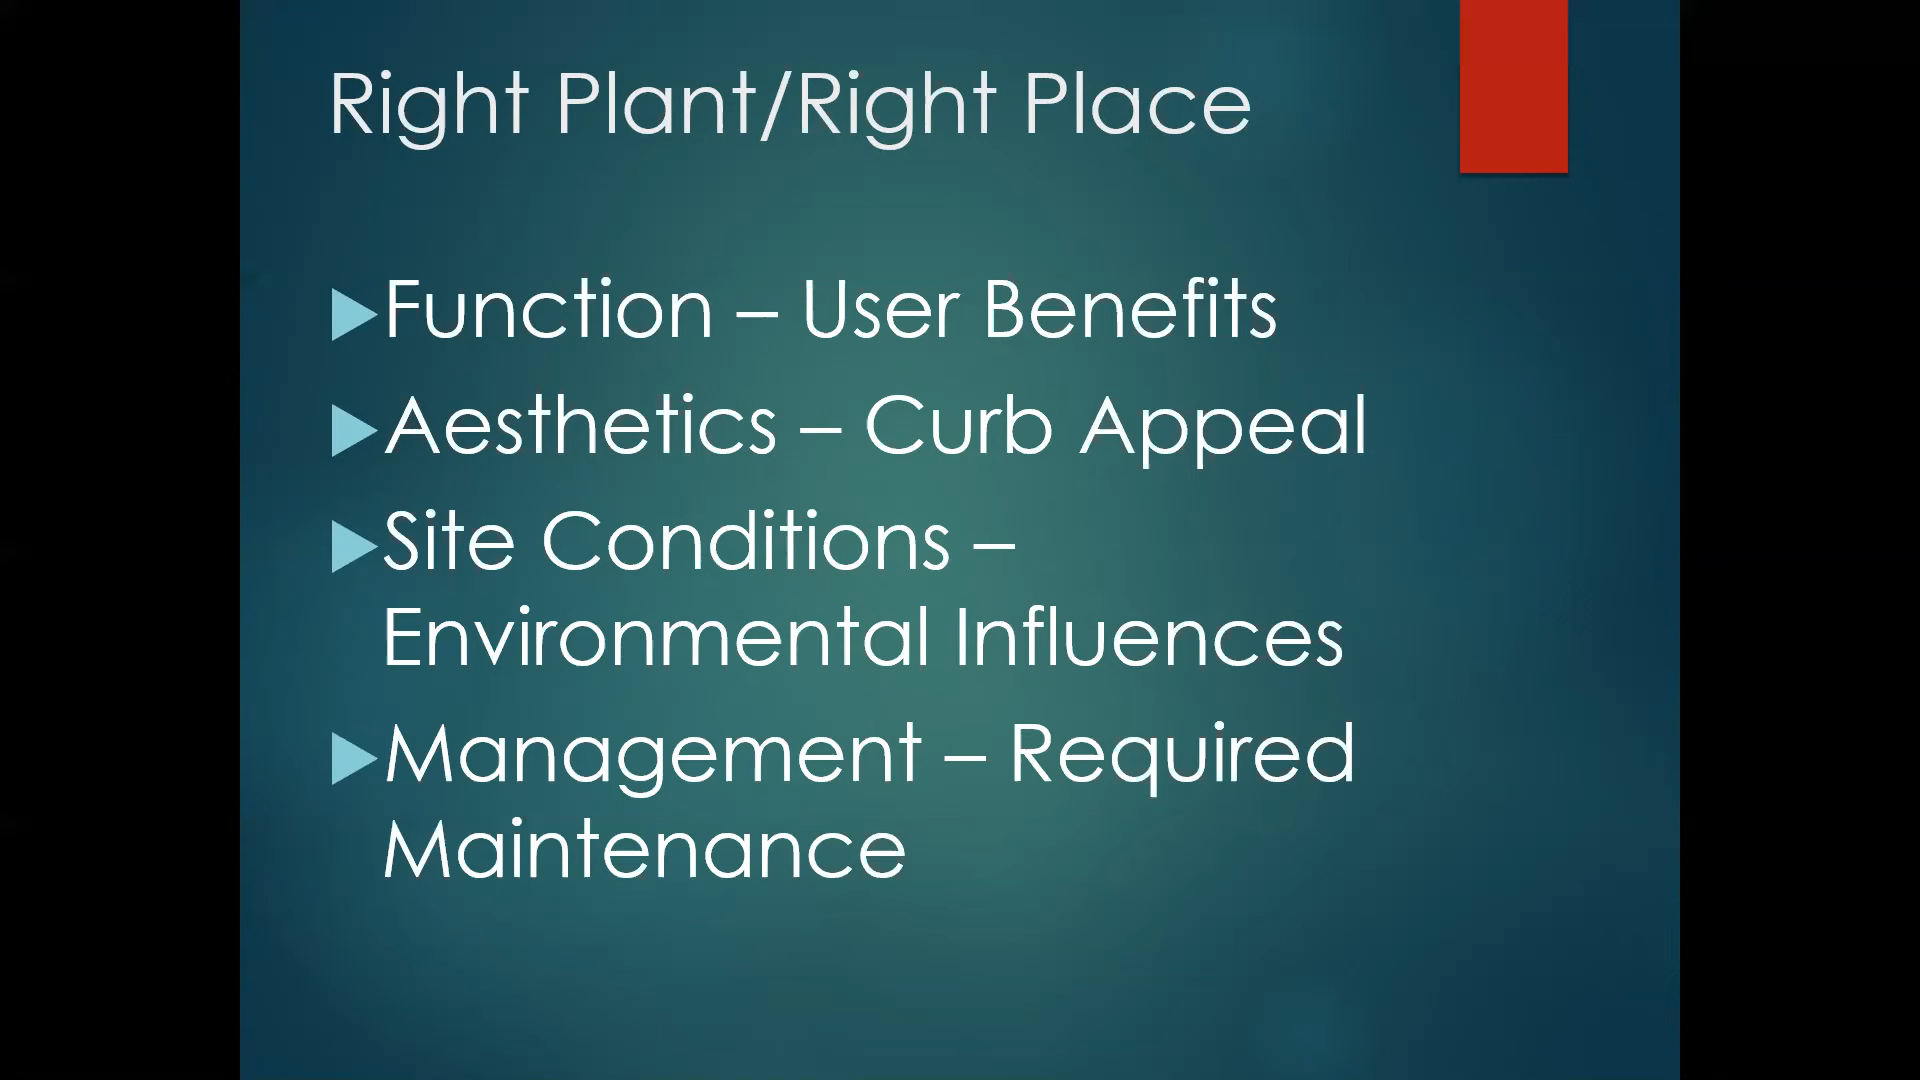 Right Plant/Right Place
Function – User Benefits
Aesthetics – Curb Appeal
Site Conditions –
Environmental Influences
Management – Required
Maintenance